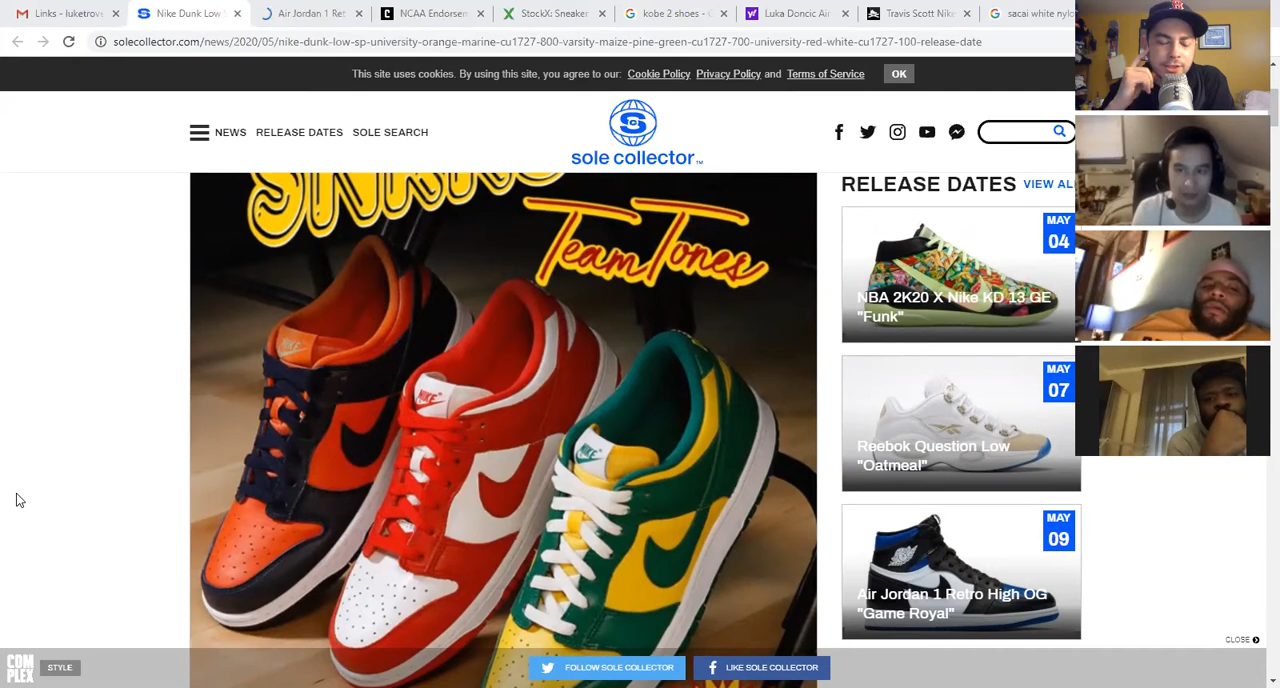 Links - luketrove
Nike Dunk Low
Air Jordan 1 Ret
NCAA Endorsem
StockX: Sneaker
kobe 2 shoes - G
Luka Doncic Air
Travis Scott Nike
sacai white nylo
solecollector.com/news/2020/05/nike-dunk-low-sp-university-orange-marine-cu1727-800-varsity-maize-pine-green-cu1727-700-university-red-white-cu1727-100-release-date
This site uses cookies. By using this site, you agree to our: Cookie Policy Privacy Policy and Terms of Service OK
NEWS RELEASE DATES SOLE SEARCH
sole collector
TeamTones
NIKE
NIKE
NIKE
RELEASE DATES VIEW AL
MAY
04
NBA 2K20 X Nike KD 13 GE
"Funk"
MAY
07
Reebok Question Low
"Oatmeal"
MAY
09
Air Jordan 1 Retro High OG
"Game Royal"
CLOSE
COM
PLEX
STYLE
FOLLOW SOLE COLLECTOR
LIKE SOLE COLLECTOR